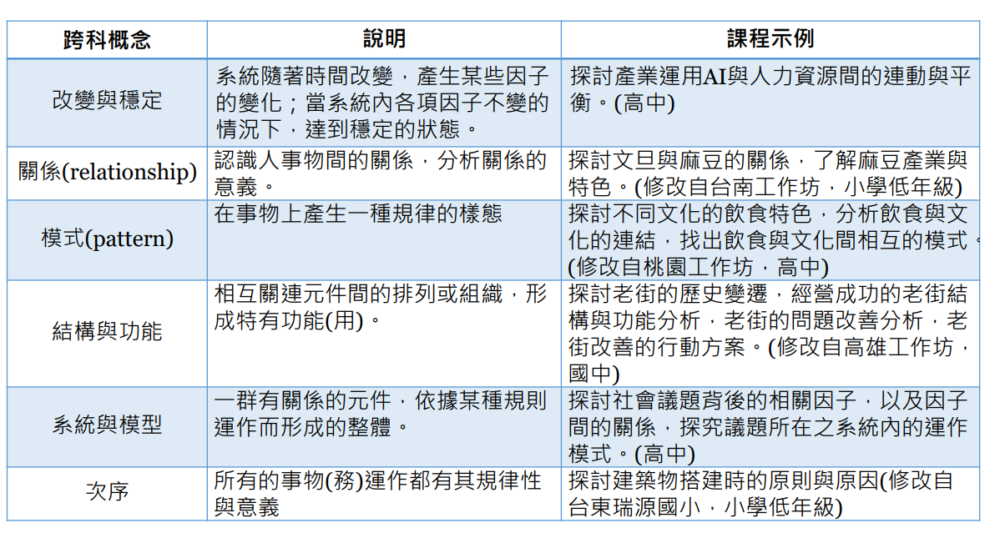 跨科概念
說明
課程示例
改變與穩定
系統隨著時間改變，產生某些因子
的變化；當系統內各項因子不變的
情況下，達到穩定的狀態。
探討產業運用AI與人力資源間的連動與平
衡。(高中)
關係(relationship)
認識人事物間的關係，分析關係的
意義。
探討文旦與麻豆的關係，了解麻豆產業與
特色。(修改自台南工作坊，小學低年級)
模式(pattern)
在事物上產生一種規律的樣態
探討不同文化的飲食特色，分析飲食與文
化的連結，找出飲食與文化間相互的模式。
(修改自桃園工作坊，高中)
結構與功能
相互關連元件間的排列或組織，形
成特有功能(用)。
探討老街的歷史變遷，經營成功的老街結
構與功能分析，老街的問題改善分析，老
街改善的行動方案。(修改自高雄工作坊，
國中)
系統與模型
一群有關係的元件，依據某種規則
運作而形成的整體。
探討社會議題背後的相關因子，以及因子
間的關係，探究議題所在之系統內的運作
模式。(高中)
次序
所有的事物(務)運作都有其規律性
與意義
探討建築物搭建時的原則與原因(修改自
台東瑞源國小，小學低年級)